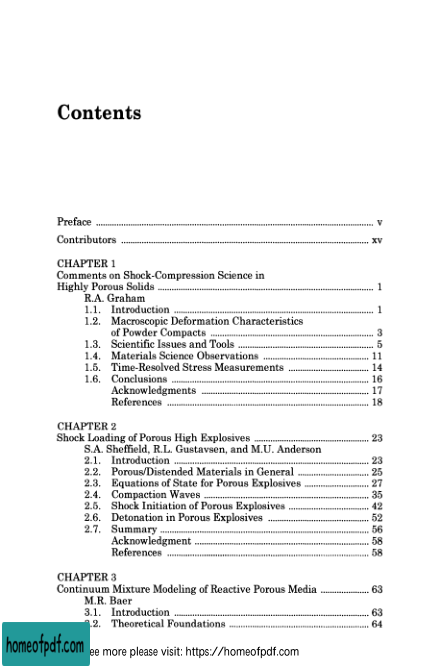 Contents
Preface v
Contributors xv
CHAPTER 1
Comments on Shock-Compression Science in
Highly Porous Solids 1
R.A. Graham
1.1. Introduction 1
1.2. Macroscopic Deformation Characteristics
of Powder Compacts 3
1.3. Scientific Issues and Tools 5
1.4. Materials Science Observations 11
1.5. Time-Resolved Stress Measurements 14
1.6. Conclusions 16
Acknowledgments 17
References 18
CHAPTER 2
Shock Loading of Porous High Explosives 23
S.A. Sheffield, R.L. Gustavsen, and M.U. Anderson
2.1. Introduction 23
2.2. Porous/Distended Materials in General 25
2.3. Equations of State for Porous Explosives 27
2.4. Compaction Waves 35
2.5. Shock Initiation of Porous Explosives 42
2.6. Detonation in Porous Explosives 52
2.7. Summary 56
Acknowledgment 58
References 58
CHAPTER 3
Continuum Mixture Modeling of Reactive Porous Media 63
M.R. Baer
3.1. Introduction 63
3.2. Theoretical Foundations 64
homeofpdf.com
ee more please visit: https://homeofpdf.com